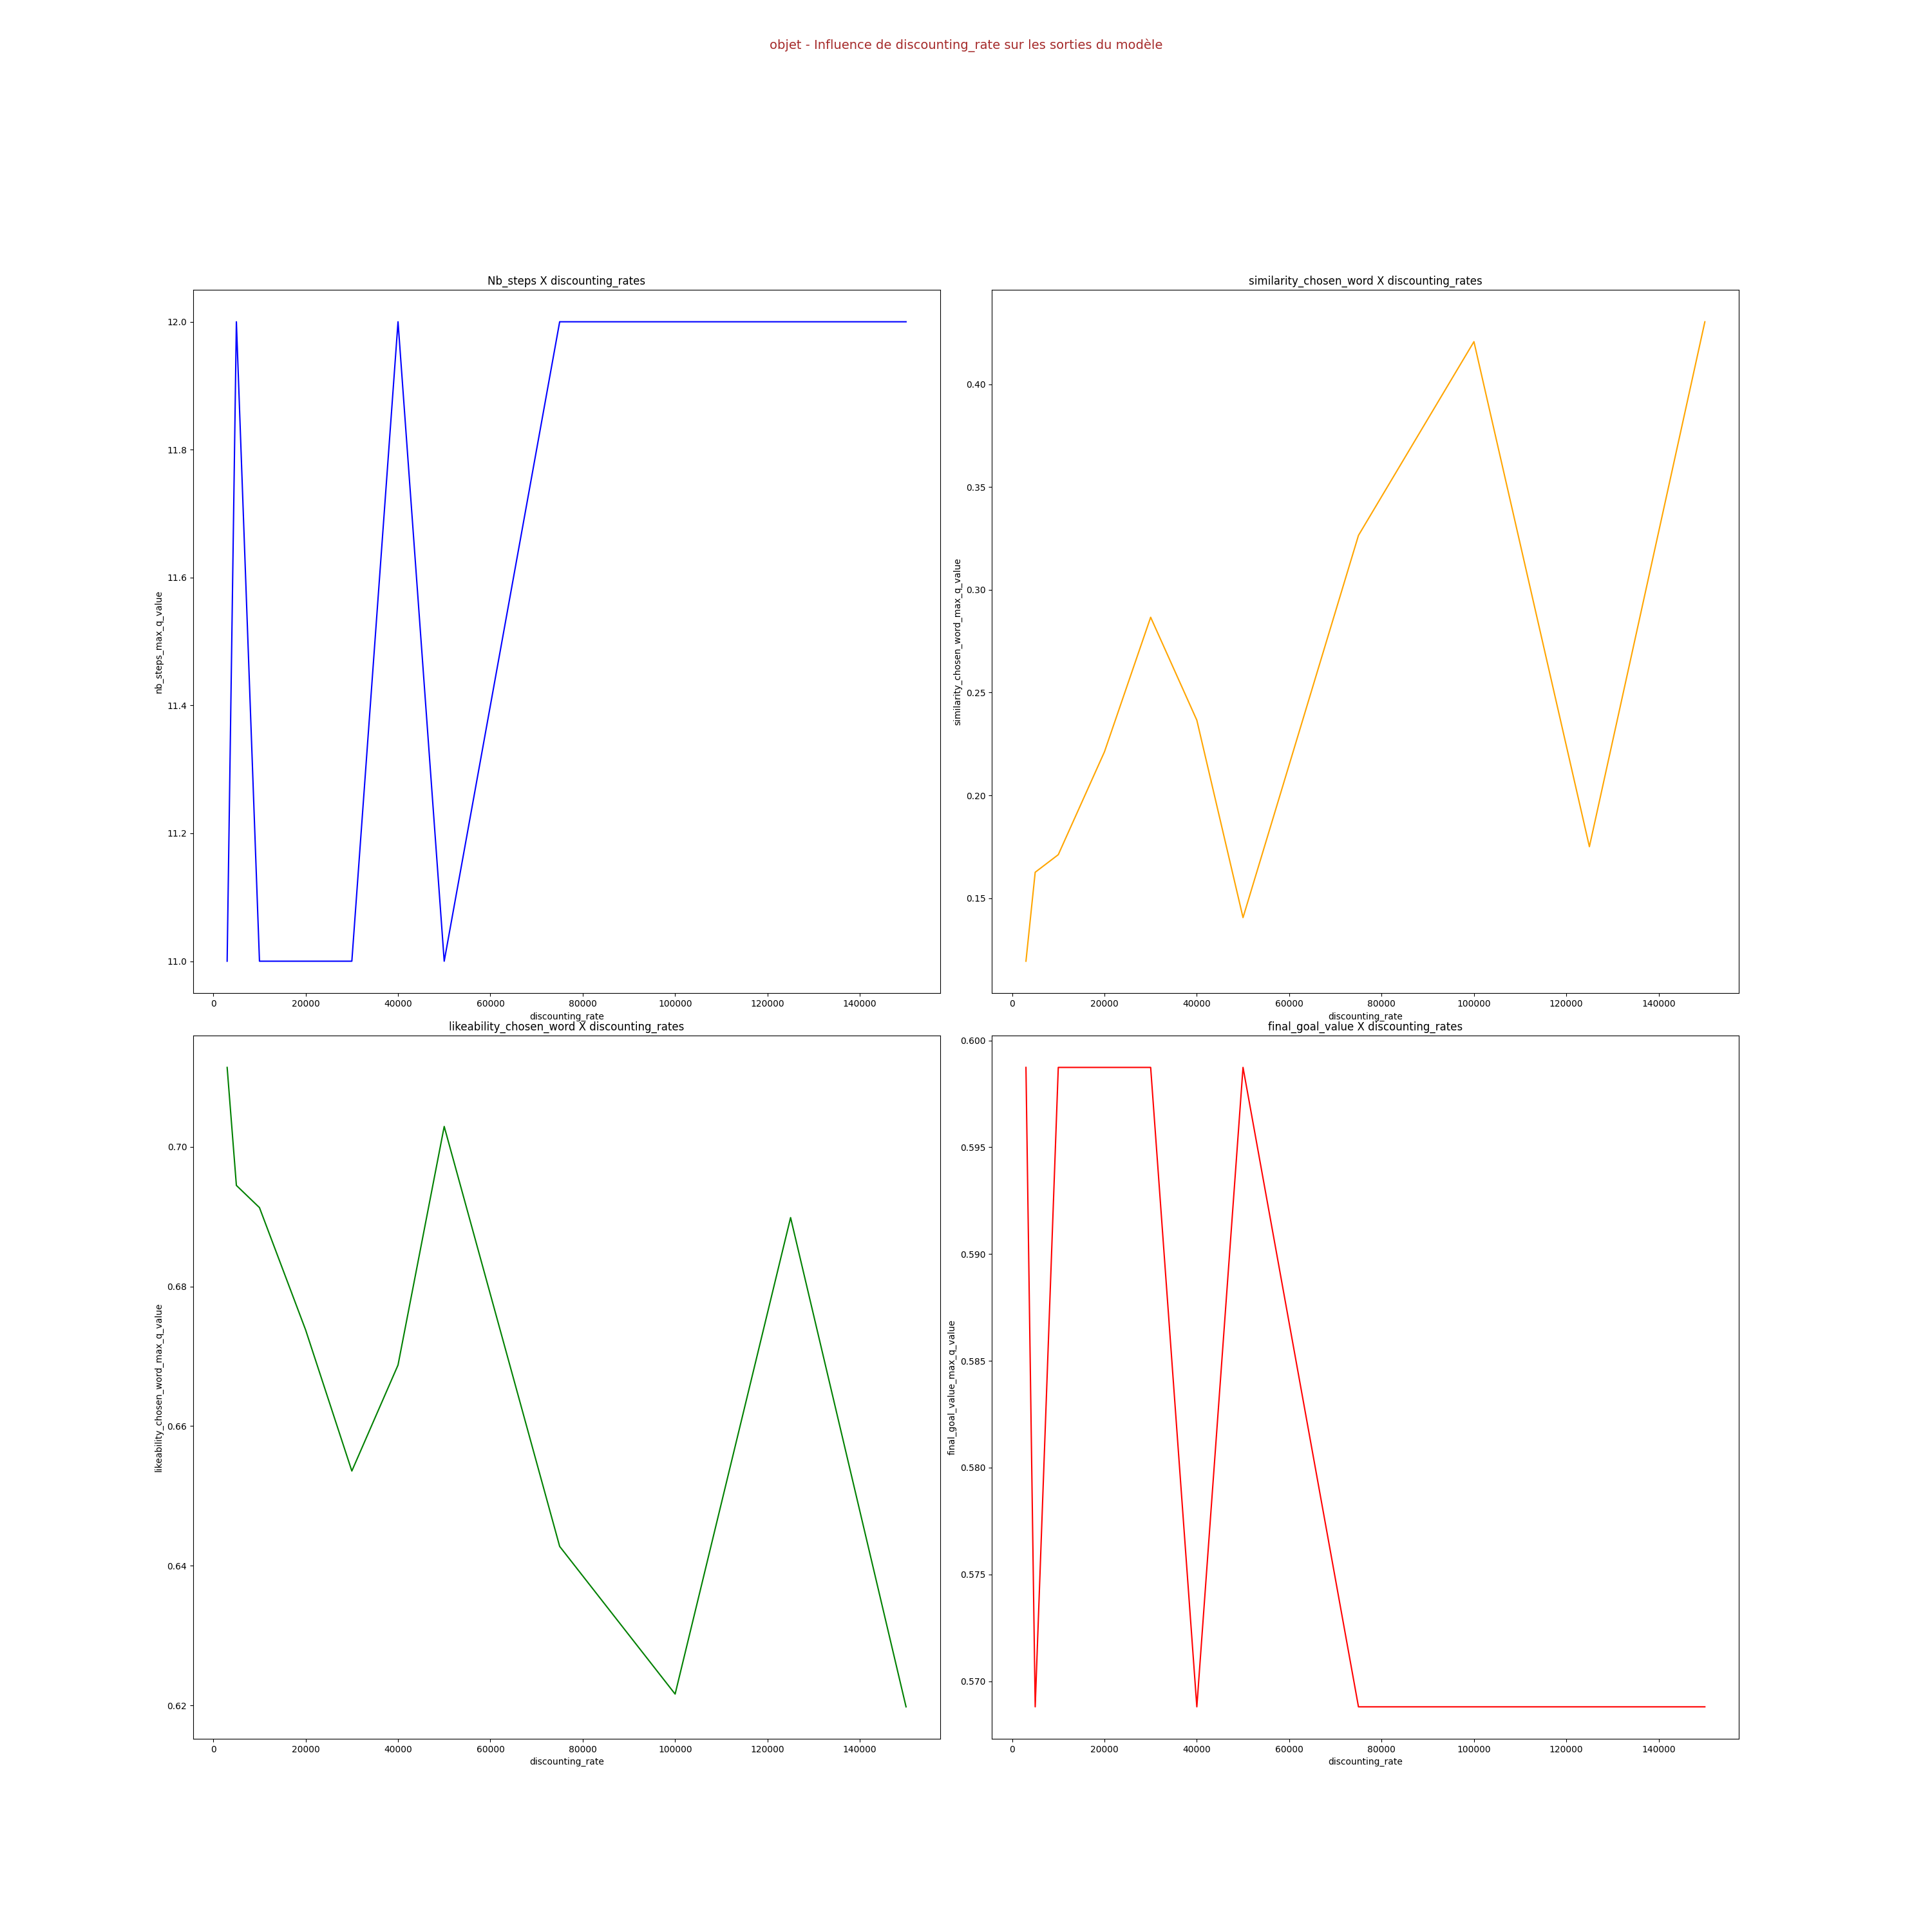 objet - Influence de discounting_rate sur les sorties du modèle
Nb_steps X discounting_rates
12.0
11.8
11.6
11.4
11.2
11.0
nb_steps_max_q_value
0 20000 40000 60000 80000 100000 120000 140000
discounting_rate
similarity_chosen_word X discounting_rates
0.40
0.35
0.30
0.25
0.20
0.15
similarity_chosen_word_max_q_value
0 20000 40000 60000 80000 100000 120000 140000
discounting_rate
likeability_chosen_word X discounting_rates
0.70
0.68
0.66
0.64
0.62
likeability_chosen_word_max_q_value
0 20000 40000 60000 80000 100000 120000 140000
discounting_rate
final_goal_value X discounting_rates
0.600
0.595
0.590
0.585
0.580
0.575
0.570
final_goal_value_max_q_value
0 20000 40000 60000 80000 100000 120000 140000
discounting_rate